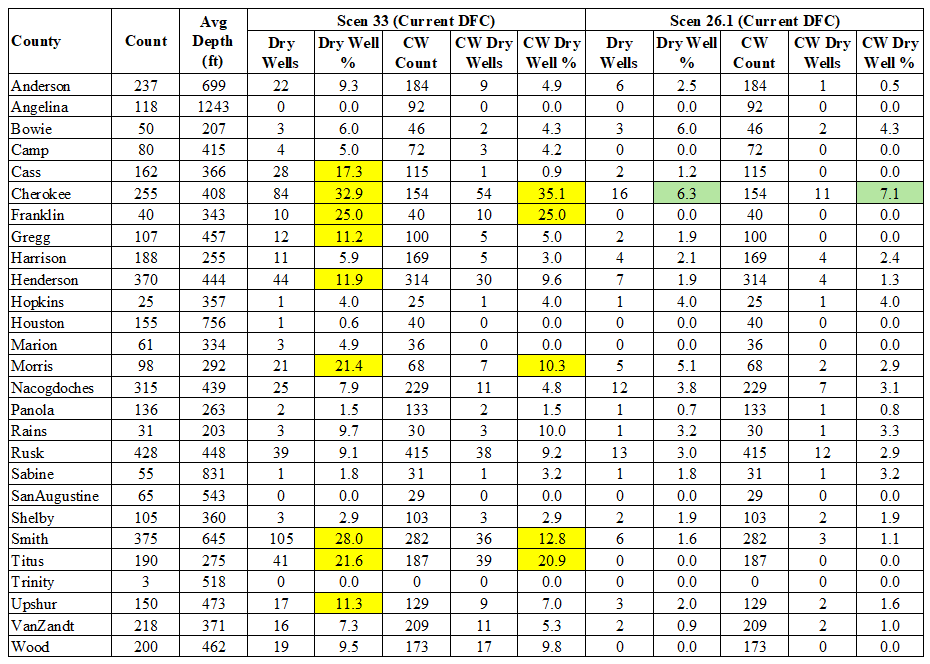 Scen 33 (Current DFC) Scen 26.1 (Current DFC)
County Count Avg Depth (ft) Dry Wells Dry Well % CW Count CW Dry Wells CW Dry Well % Dry Wells Dry Well % CW Count CW Dry Wells CW Dry Well %
Anderson 237 699 22 9.3 184 9 4.9 6 2.5 184 1 0.5
Angelina 118 1243 0 0.0 92 0 0.0 0 0.0 92 0 0.0
Bowie 50 207 3 6.0 46 2 4.3 3 6.0 46 2 4.3
Camp 80 415 4 5.0 72 3 4.2 0 0.0 72 0 0.0
Cass 162 366 28 17.3 115 1 0.9 2 1.2 115 0 0.0
Cherokee 255 408 84 32.9 154 54 35.1 16 6.3 154 11 7.1
Franklin 40 343 10 25.0 40 10 25.0 0 0.0 40 0 0.0
Gregg 107 457 12 11.2 100 5 5.0 2 1.9 100 0 0.0
Harrison 188 255 11 5.9 169 5 3.0 4 2.1 169 4 2.4
Henderson 370 444 44 11.9 314 30 9.6 7 1.9 314 4 1.3
Hopkins 25 357 1 4.0 25 1 4.0 1 4.0 25 1 4.0
Houston 155 756 1 0.6 40 0 0.0 0 0.0 40 0 0.0
Marion 61 334 3 4.9 36 0 0.0 0 0.0 36 0 0.0
Morris 98 292 21 21.4 68 7 10.3 5 5.1 68 2 2.9
Nacogdoches 315 439 25 7.9 229 11 4.8 12 3.8 229 7 3.1
Panola 136 263 2 1.5 133 2 1.5 1 0.7 133 1 0.8
Rains 31 203 3 9.7 30 3 10.0 1 3.2 30 1 3.3
Rusk 428 448 39 9.1 415 38 9.2 13 3.0 415 12 2.9
Sabine 55 831 1 1.8 31 1 3.2 1 1.8 31 1 3.2
SanAugustine 65 543 0 0.0 29 0 0.0 0 0.0 29 0 0.0
Shelby 105 360 3 2.9 103 3 2.9 2 1.9 103 2 1.9
Smith 375 645 105 28.0 282 36 12.8 6 1.6 282 3 1.1
Titus 190 275 41 21.6 187 39 20.9 0 0.0 187 0 0.0
Trinity 3 518 0 0.0 0 0 0.0 0 0.0 0 0 0.0
Upshur 150 473 17 11.3 129 9 7.0 3 2.0 129 2 1.6
VanZandt 218 371 16 7.3 209 11 5.3 2 0.9 209 2 1.0
Wood 200 462 19 9.5 173 17 9.8 0 0.0 173 0 0.0